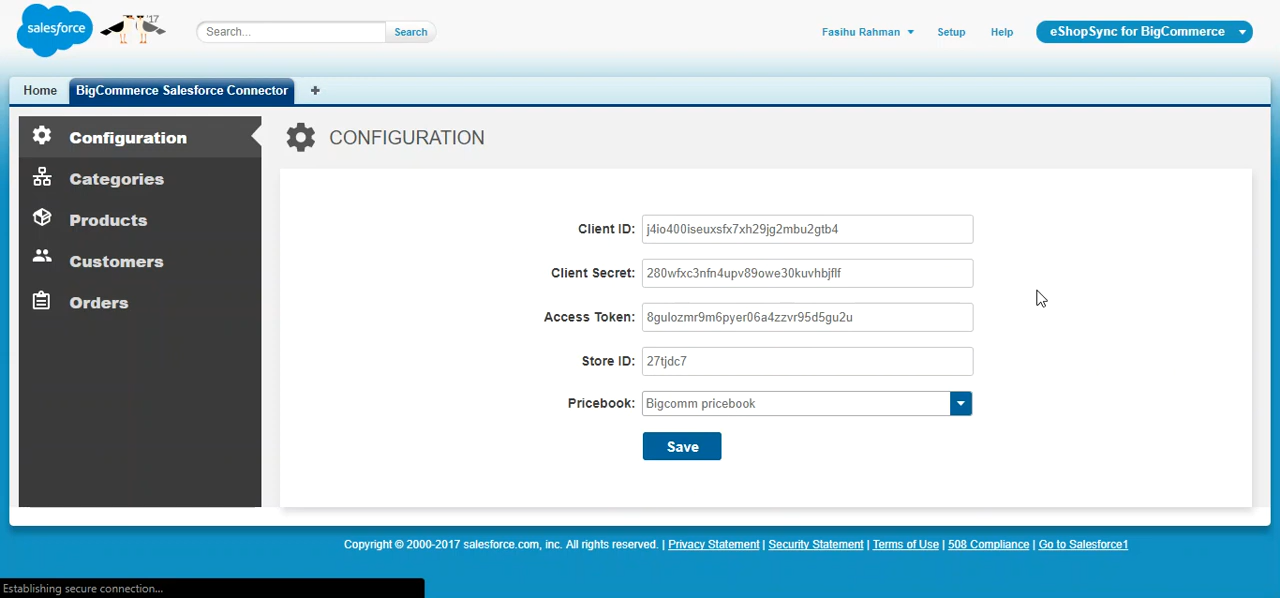 salesforce
'17
Search...
Search
Fasihu Rahman
Setup
Help
eShopSync for BigCommerce
Home
BigCommerce Salesforce Connector
+
Configuration
Categories
Products
Customers
Orders
CONFIGURATION
Client ID: j4io400iseuxsfx7xh29jg2mbu2gtb4
Client Secret: 280wfxc3nfn4upv89owe30kuvhbjflf
Access Token: 8gulozmr9m6pyer06a4zzvr95d5gu2u
Store ID: 27tjdc7
Pricebook: Bigcomm pricebook
Save
Copyright © 2000-2017 salesforce.com, inc. All rights reserved. | Privacy Statement | Security Statement | Terms of Use | 508 Compliance | Go to Salesforce1
Establishing secure connection...